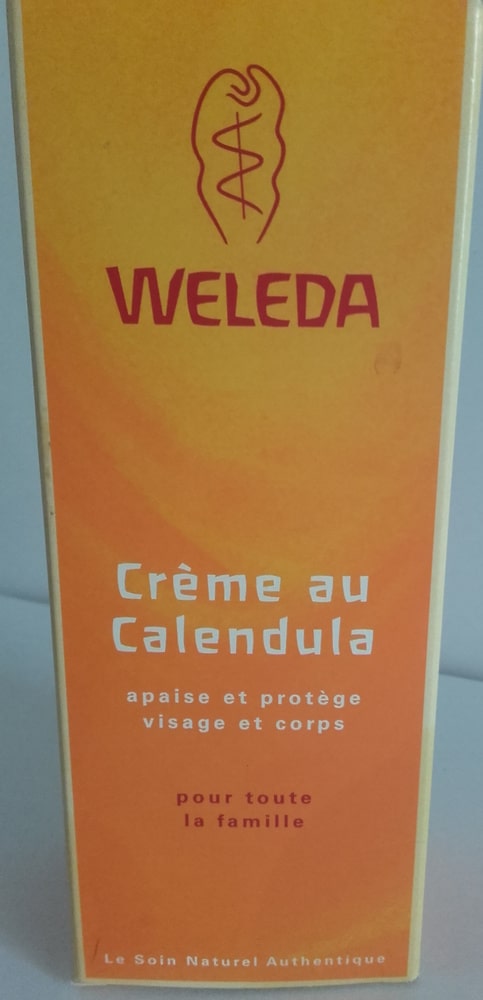 WELEDA
Crème au
Calendula
apaise et protège
visage et corps
pour toute
la famille
Le Soin Naturel Authentique